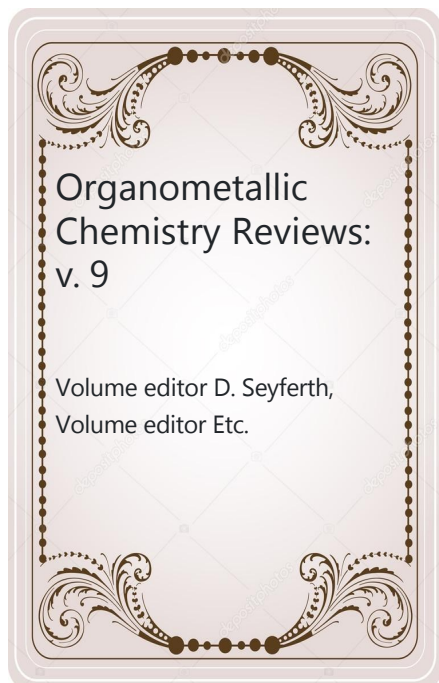 Organometallic
Chemistry Reviews:
v. 9
Volume editor D. Seyferth,
Volume editor Etc.